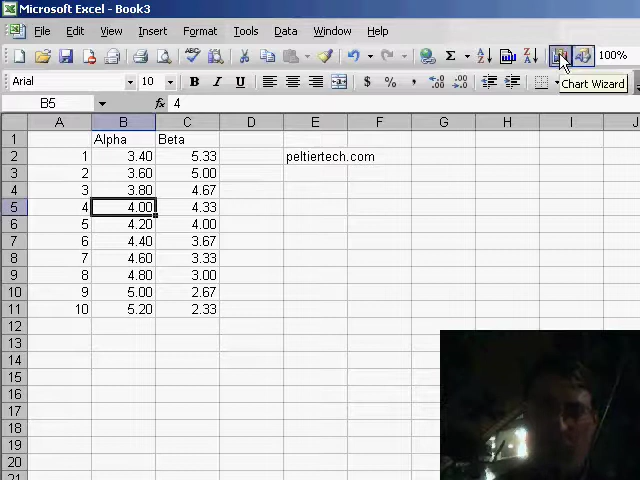 Microsoft Excel - Book3
File Edit View Insert Format Tools Data Window Help
100%
Arial 10 B I U $ % ,
B5 fx 4
A B C D E F G H I J
1 Alpha Beta
2 1 3.40 5.33 peltiertech.com
3 2 3.60 5.00
4 3 3.80 4.67
5 4 4.00 4.33
6 5 4.20 4.00
7 6 4.40 3.67
8 7 4.60 3.33
9 8 4.80 3.00
10 9 5.00 2.67
11 10 5.20 2.33
12
13
14
15
16
17
18
19
20
21
Chart Wizard